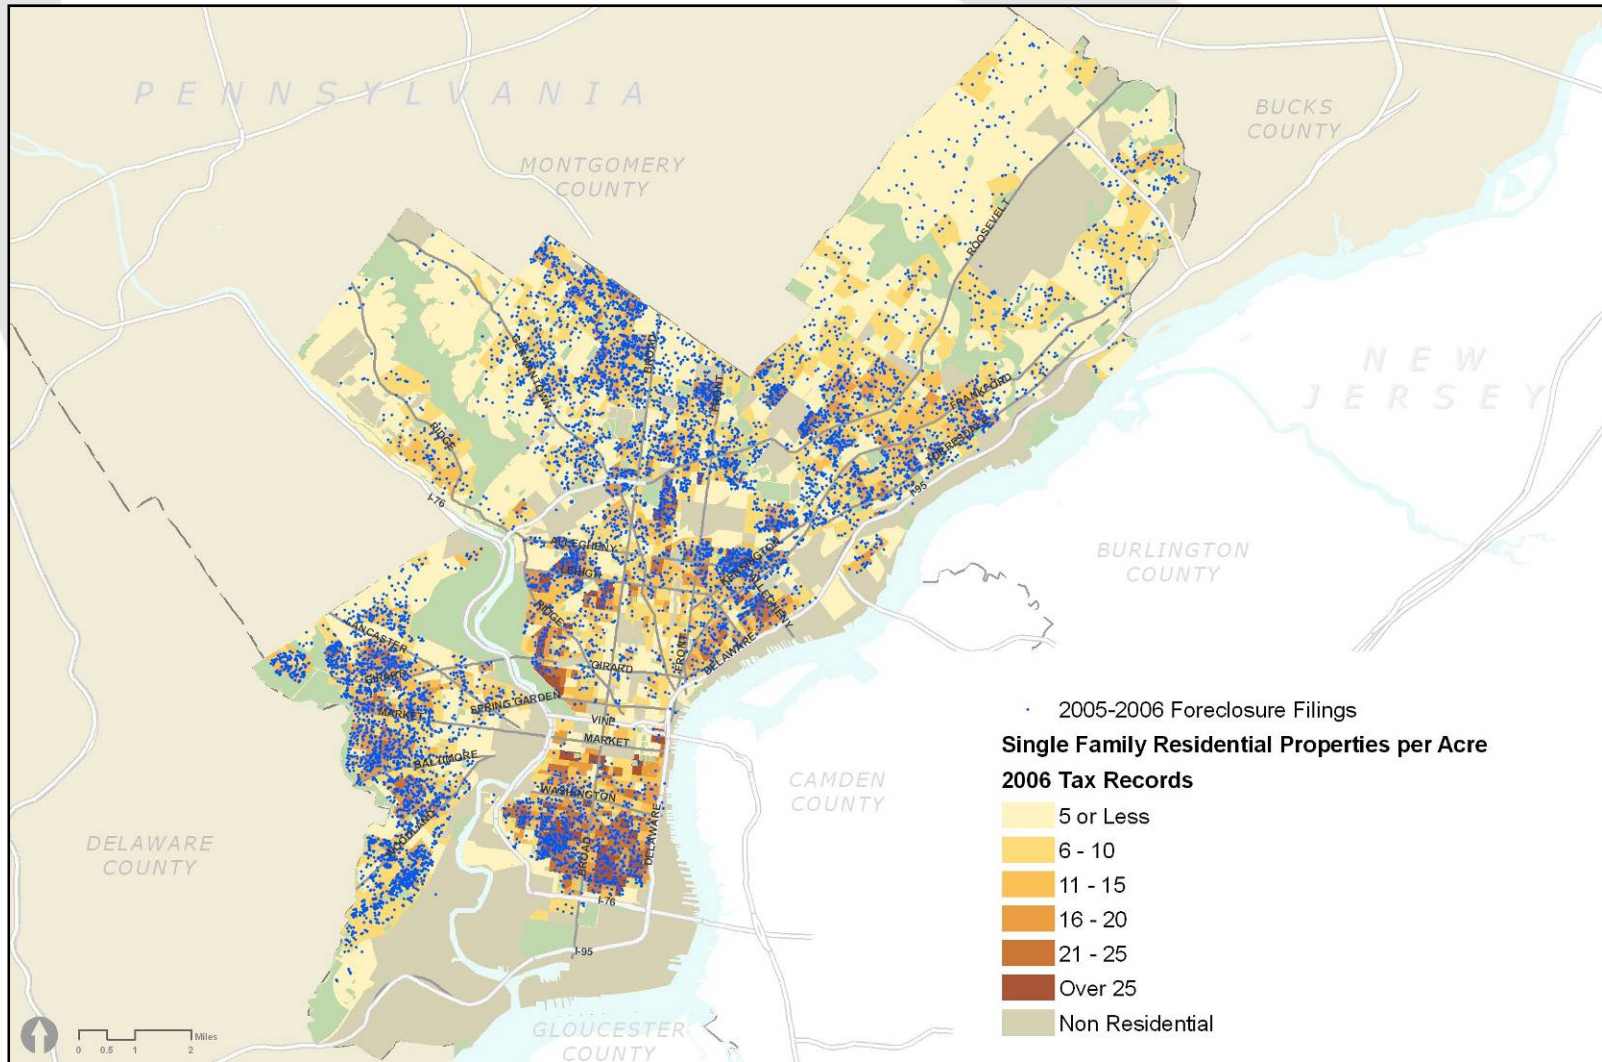 PENNSYLVANIA
BUCKS
COUNTY
MONTGOMERY
COUNTY
ROOSEVELT
GERMANTOWN
BROAD
FRONT
NEW
JERSEY
FRANKFORD
TORRESDALE
RIDGE
I-76
I-95
ALLEGHENY
KENSINGTON
LEHIGH
ALLEGHENY
BURLINGTON
COUNTY
RIDGE
LANCASTER
FRONT
DELAWARE
GIRARD
GIRARD
SPRING GARDEN
MARKET
VINE
MARKET
BALTIMORE
WASHINGTON
CAMDEN
COUNTY
WOODLAND
BROAD
DELAWARE
DELAWARE
COUNTY
I-76
I-95
GLOUCESTER
COUNTY
2005-2006 Foreclosure Filings
Single Family Residential Properties per Acre
2006 Tax Records
5 or Less
6 - 10
11 - 15
16 - 20
21 - 25
Over 25
Non Residential
Miles
0 0.5 1 2